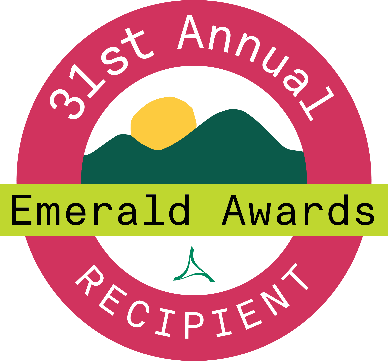 31st Annual
Emerald Awards
RECIPIENT